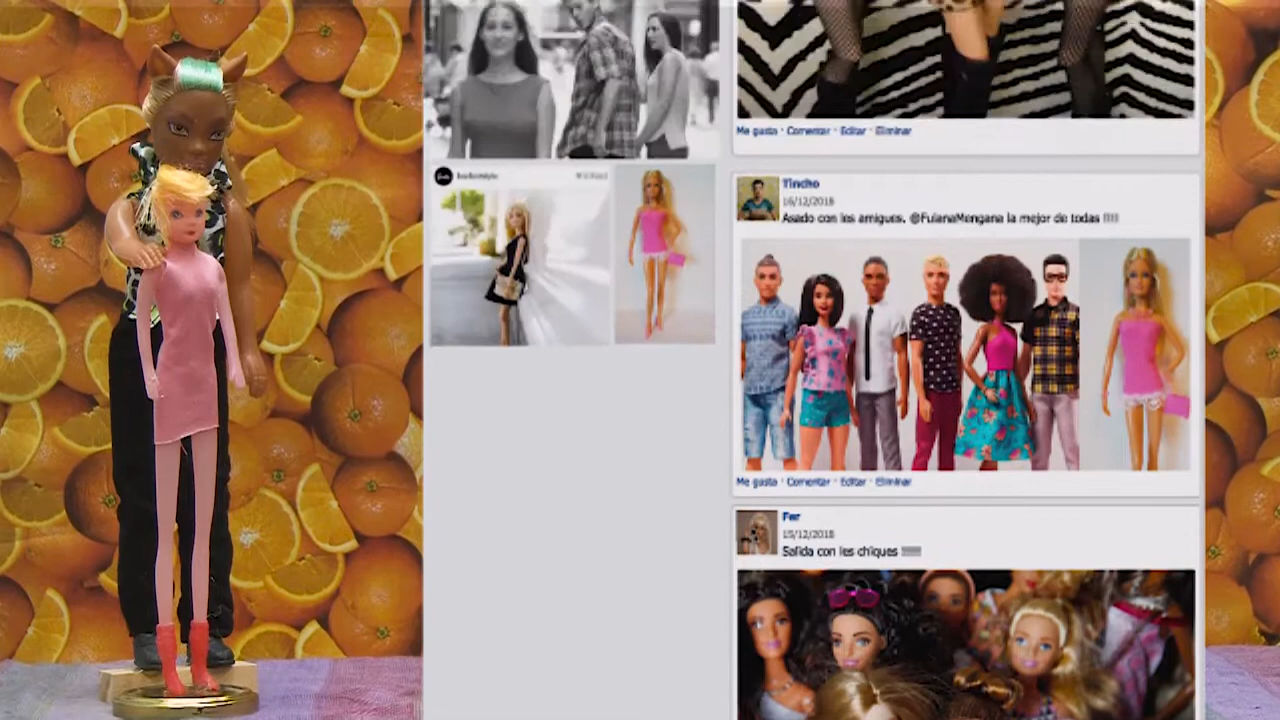 Me gusta · Comentar · Editar · Eliminar
Tincho
16/12/2018
Asado con les amigues. @FulanaMengana la mejor de todas !!!!
Me gusta · Comentar · Editar · Eliminar
Fer
15/12/2018
Salida con les chiques !!!!!!